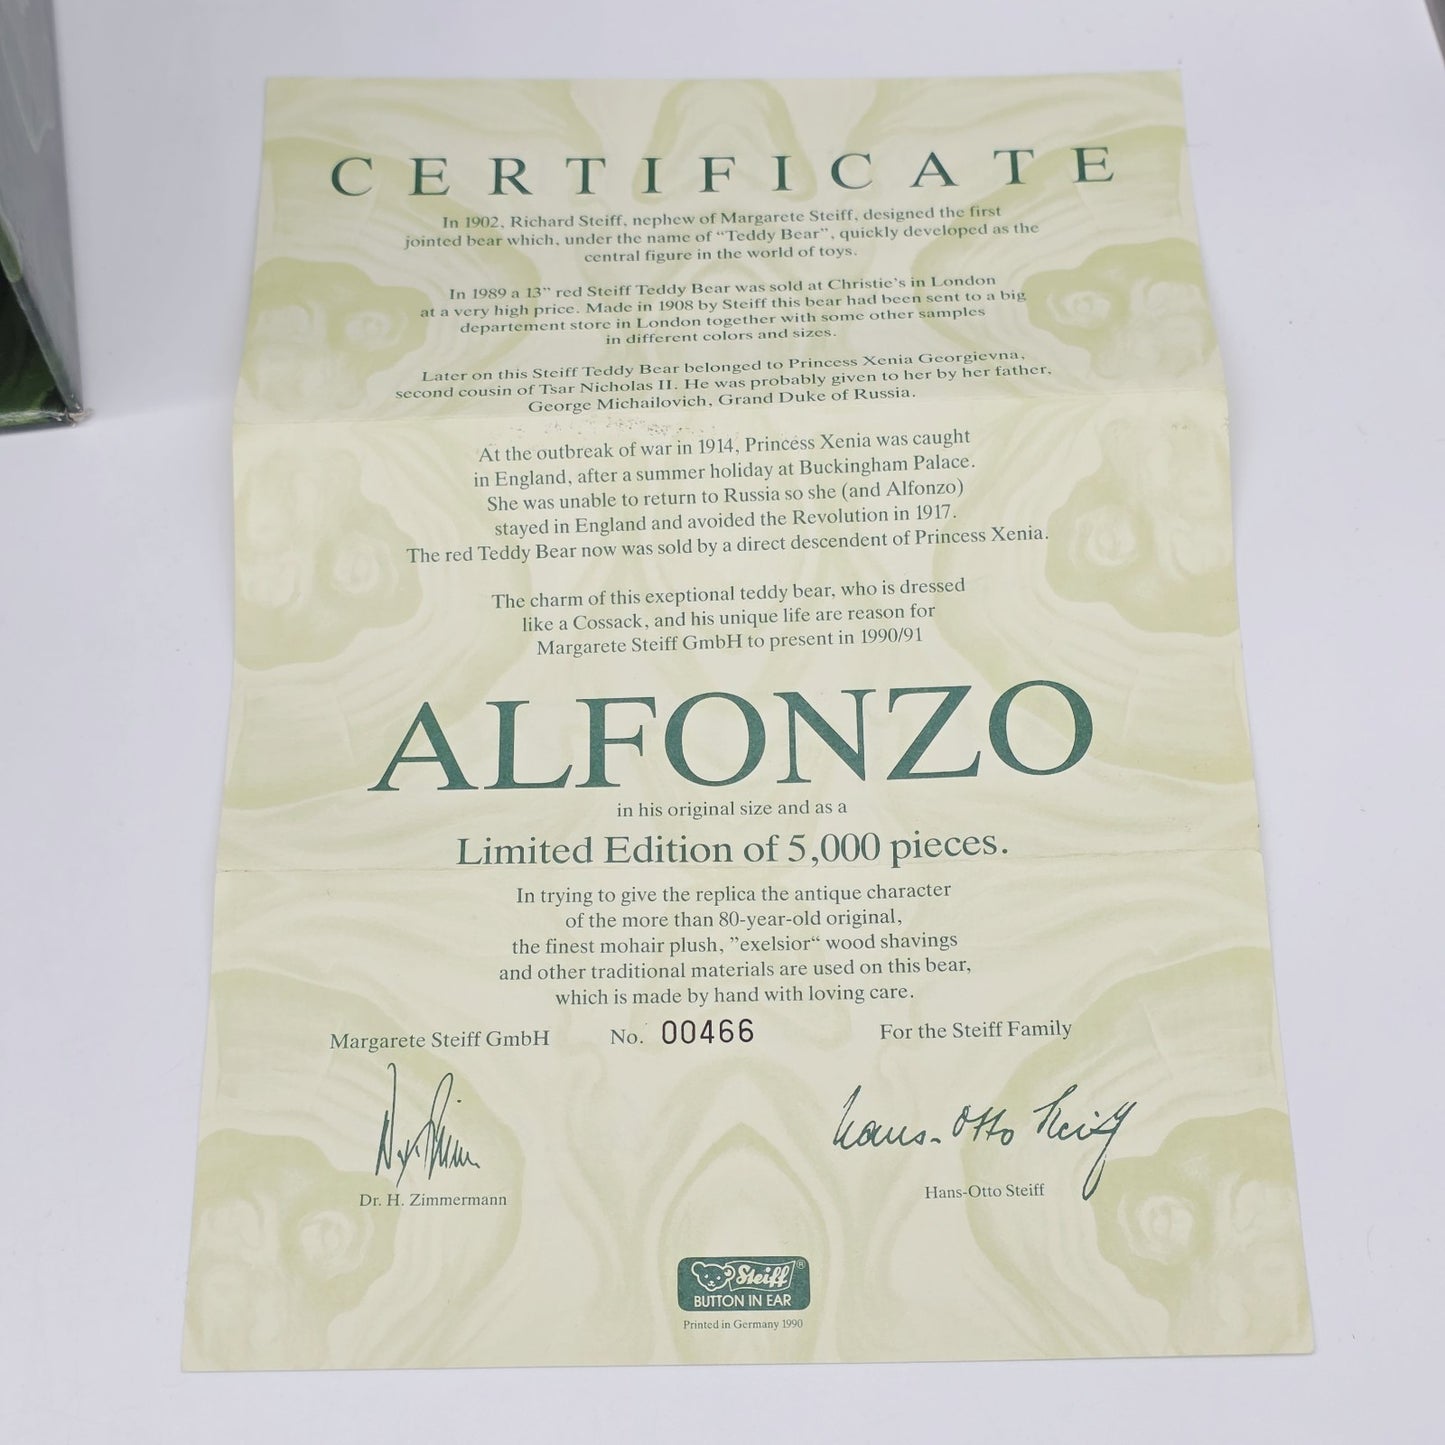 CERTIFICATE
In 1902, Richard Steiff, nephew of Margarete Steiff, designed the first
jointed bear which, under the name of “Teddy Bear”, quickly developed as the
central figure in the world of toys.
In 1989 a 13” red Steiff Teddy Bear was sold at Christie's in London
at a very high price. Made in 1908 by Steiff this bear had been sent to a big
departement store in London together with some other samples
in different colors and sizes.
Later on this Steiff Teddy Bear belonged to Princess Xenia Georgievna,
second cousin of Tsar Nicholas II. He was probably given to her by her father,
George Michailovich, Grand Duke of Russia.
At the outbreak of war in 1914, Princess Xenia was caught
in England, after a summer holiday at Buckingham Palace.
She was unable to return to Russia so she (and Alfonzo)
stayed in England and avoided the Revolution in 1917.
The red Teddy Bear now was sold by a direct descendent of Princess Xenia.
The charm of this exeptional teddy bear, who is dressed
like a Cossack, and his unique life are reason for
Margarete Steiff GmbH to present in 1990/91
ALFONZO
in his original size and as a
Limited Edition of 5,000 pieces.
In trying to give the replica the antique character
of the more than 80-year-old original,
the finest mohair plush, ”exelsior“ wood shavings
and other traditional materials are used on this bear,
which is made by hand with loving care.
Margarete Steiff GmbH No. 00466 For the Steiff Family
Hans-Otto Steiff
Dr. H. Zimmermann Hans-Otto Steiff
Steiff ®
BUTTON IN EAR
Printed in Germany 1990